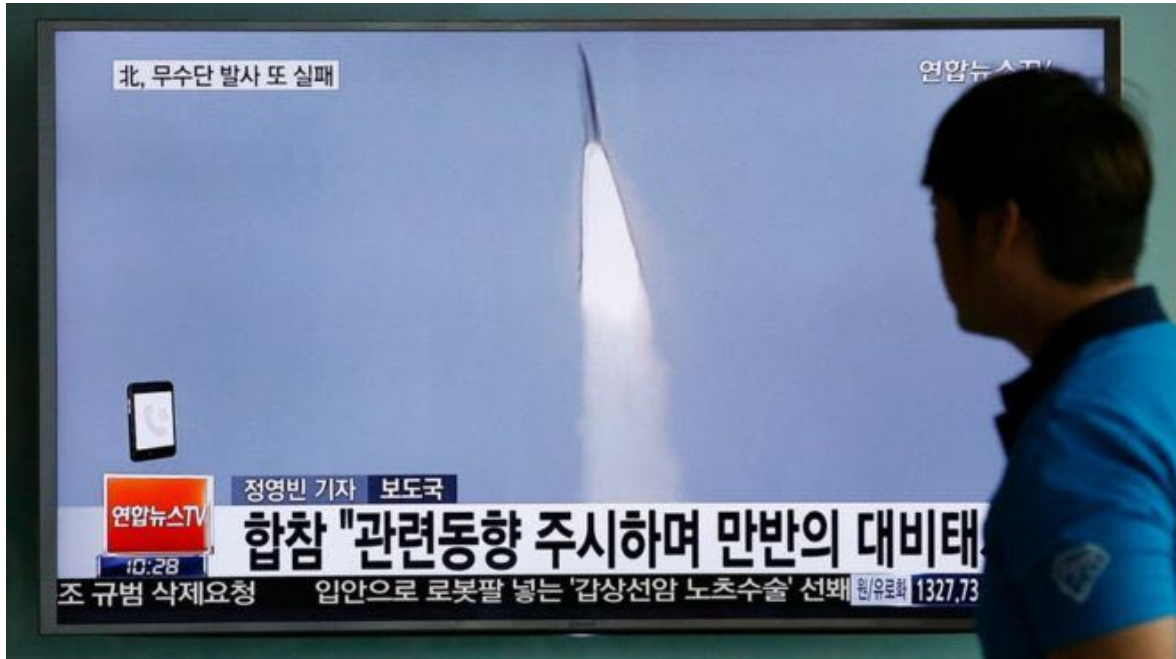 北, 무수단 발사 또 실패
연합뉴스TV
정영빈 기자 보도국
연합뉴스TV
합참 "관련동향 주시하며 만반의 대비태
10:28
조 규범 삭제요청 입안으로 로봇팔 넣는 '갑상선암 노츠수술' 선봬 원/유로화 1327.73